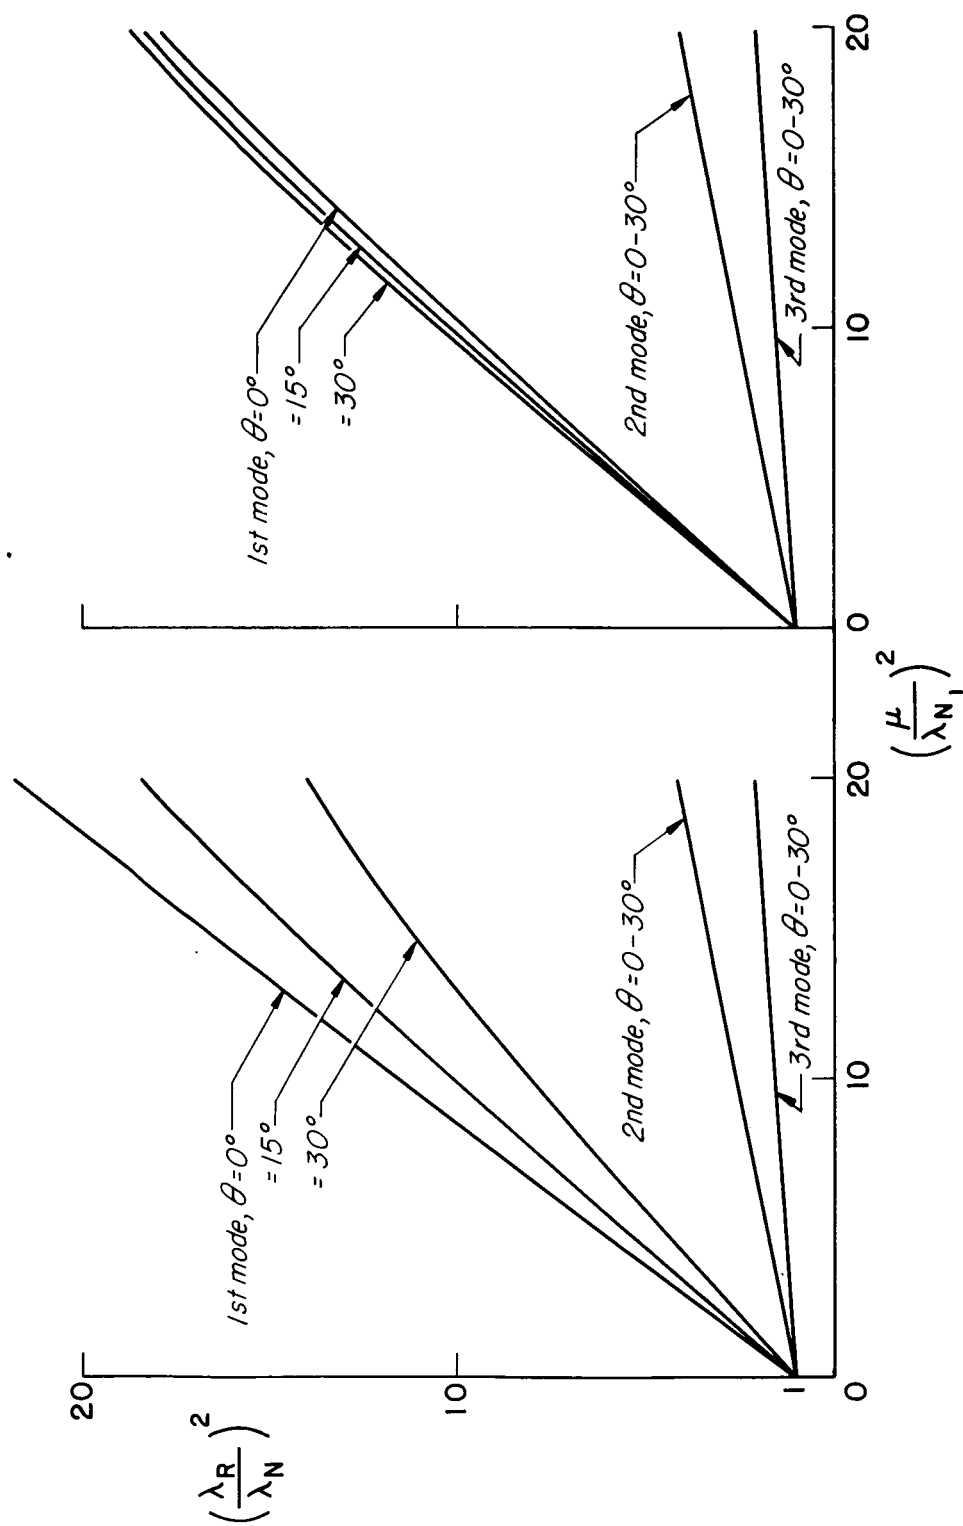 (λR/λN)²
20
10
1
0
1st mode, θ=0°
=15°
=30°
2nd mode, θ=0-30°
3rd mode, θ=0-30°
10
20
1st mode, θ=0°
=15°
=30°
2nd mode, θ=0-30°
3rd mode, θ=0-30°
0
10
20
(μ/λN1)²